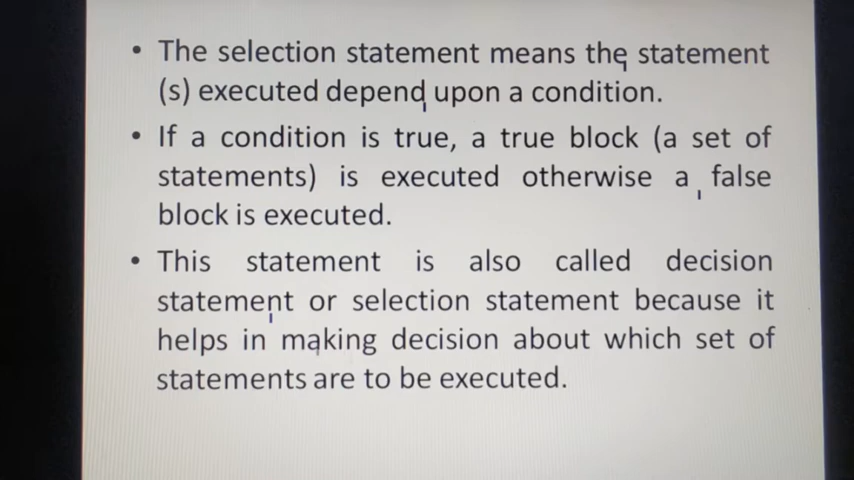 • The selection statement means the statement
(s) executed depend upon a condition.
• If a condition is true, a true block (a set of
statements) is executed otherwise a false
block is executed.
• This statement is also called decision
statement or selection statement because it
helps in making decision about which set of
statements are to be executed.